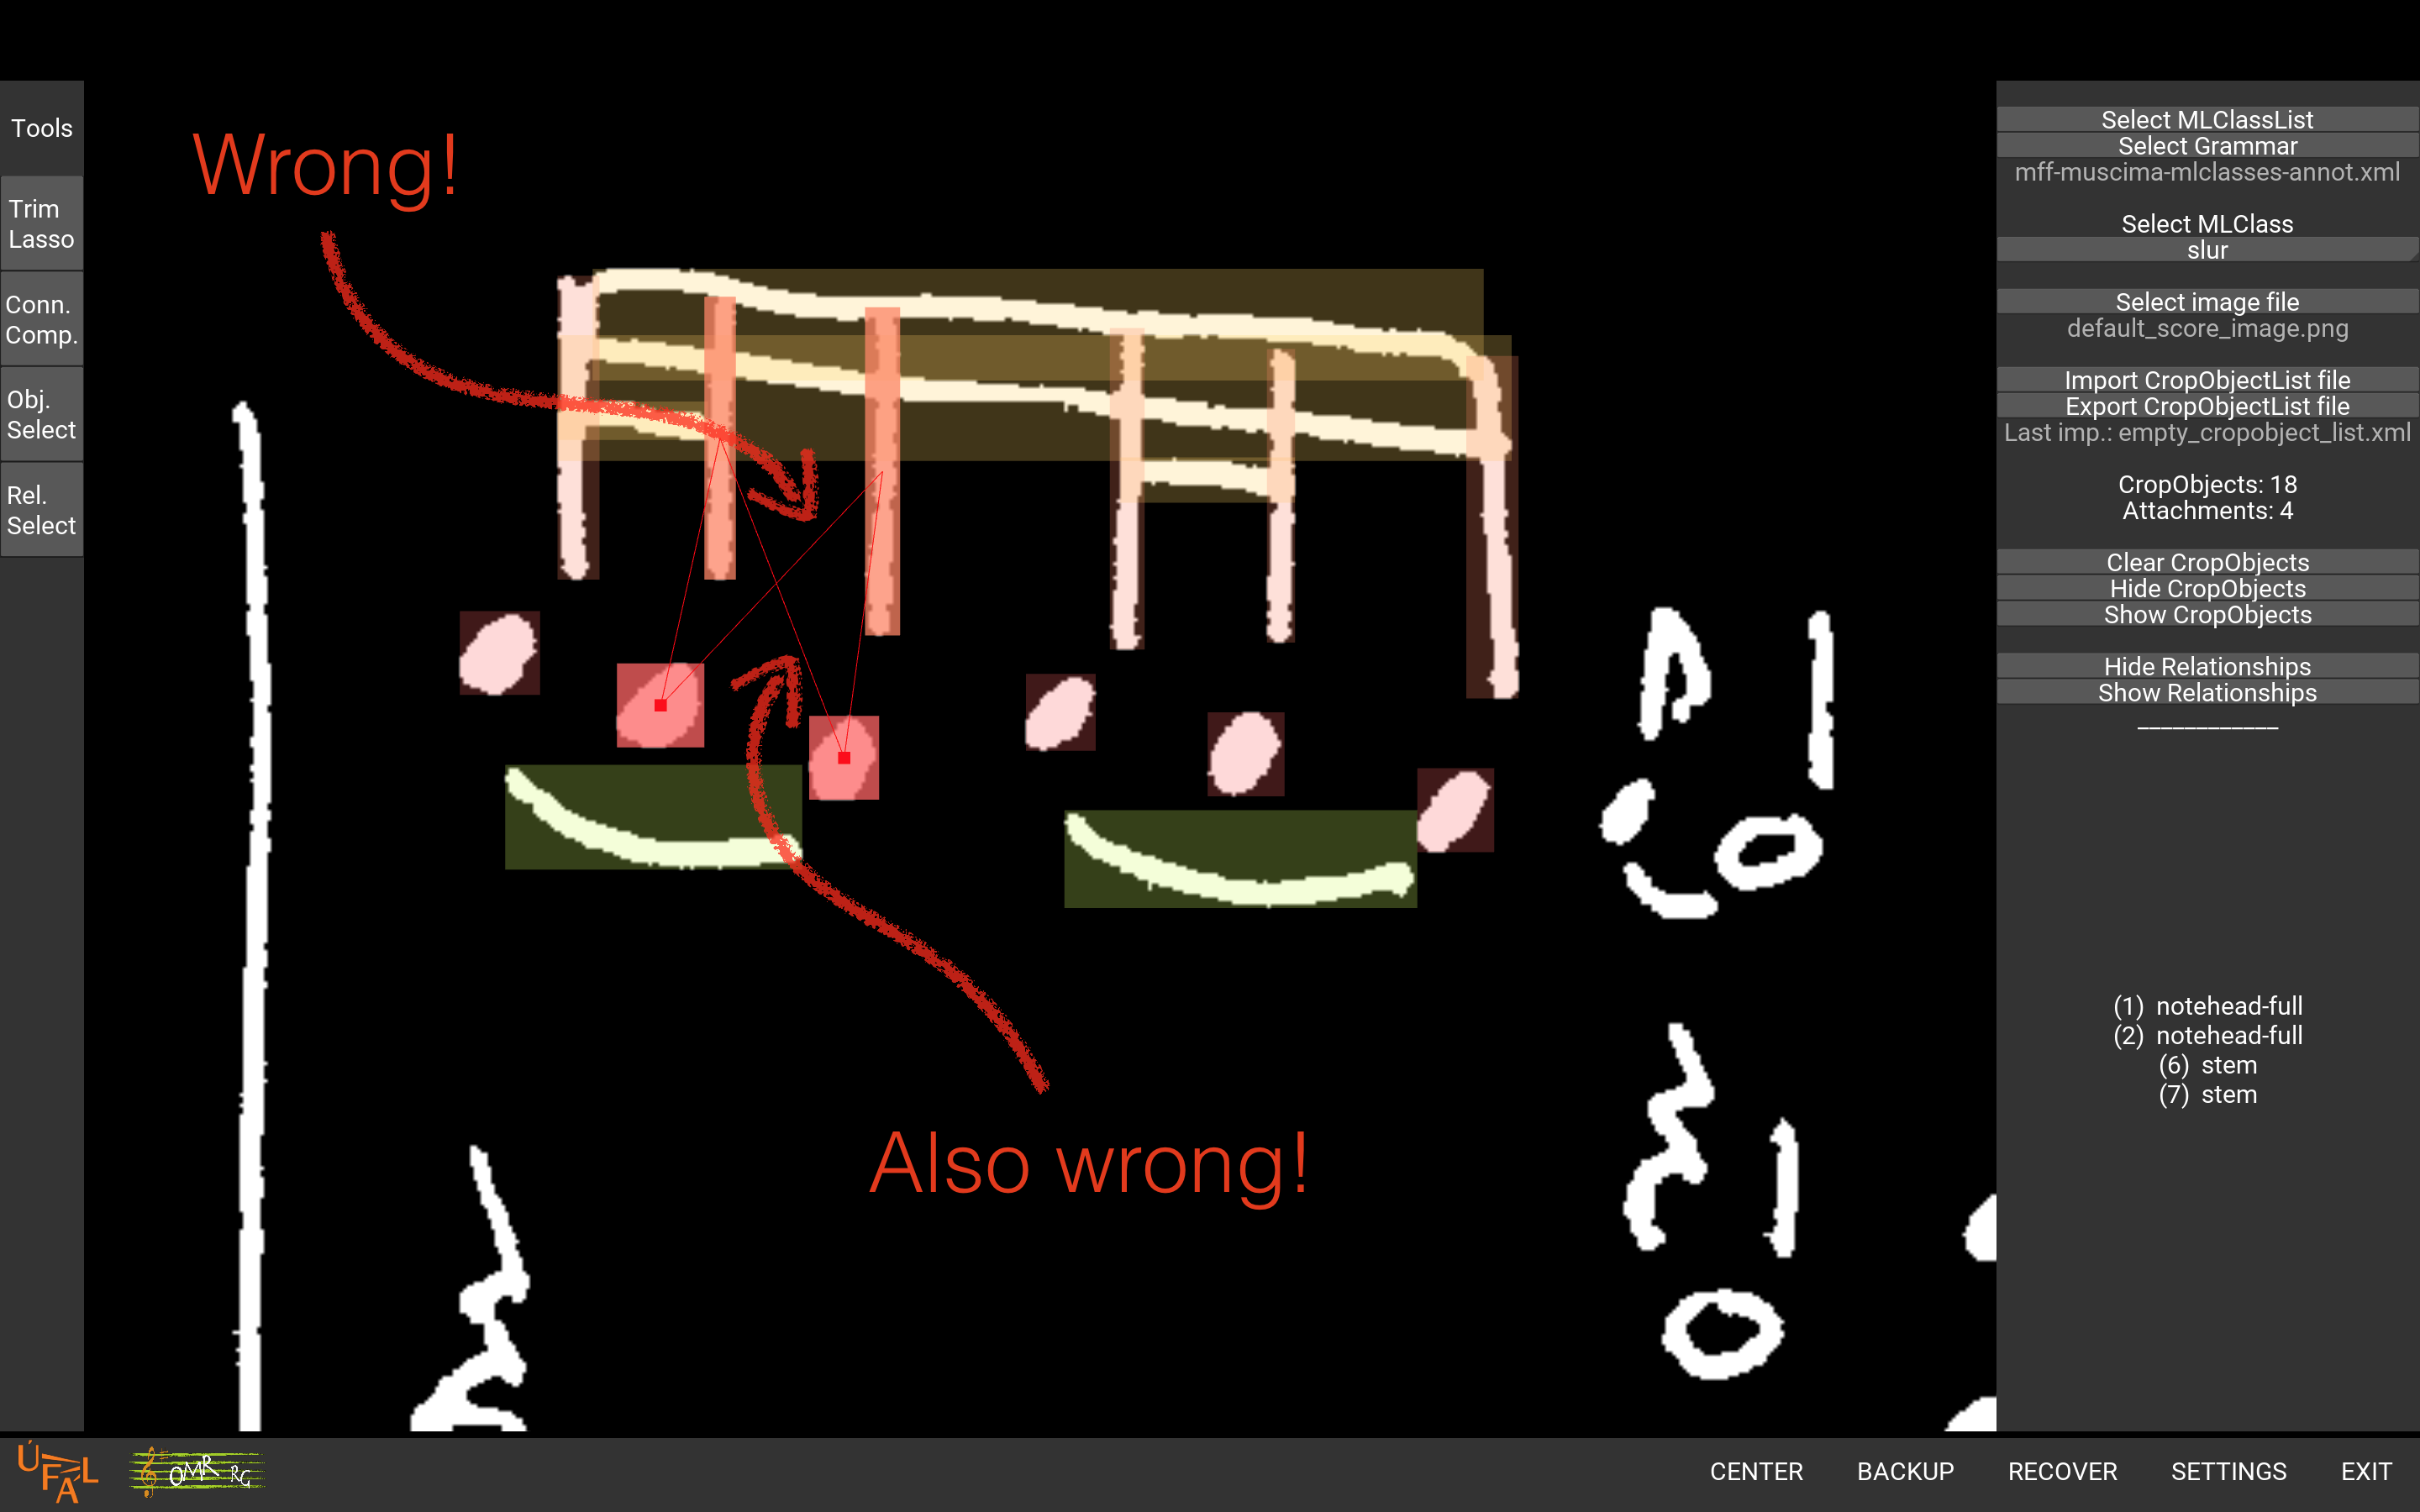 Tools
Trim
Lasso
Conn.
Comp.
Obj.
Select
Rel.
Select
Wrong!
Also wrong!
Select MLClassList
Select Grammar
mff-muscima-mlclasses-annot.xml
Select MLClass
slur
Select image file
default_score_image.png
Import CropObjectList file
Export CropObjectList file
Last imp.: empty_cropobject_list.xml
CropObjects: 18
Attachments: 4
Clear CropObjects
Hide CropObjects
Show CropObjects
Hide Relationships
Show Relationships
____________
(1) notehead-full
(2) notehead-full
(6) stem
(7) stem
ÚFAL
OMR RG
CENTER BACKUP RECOVER SETTINGS EXIT